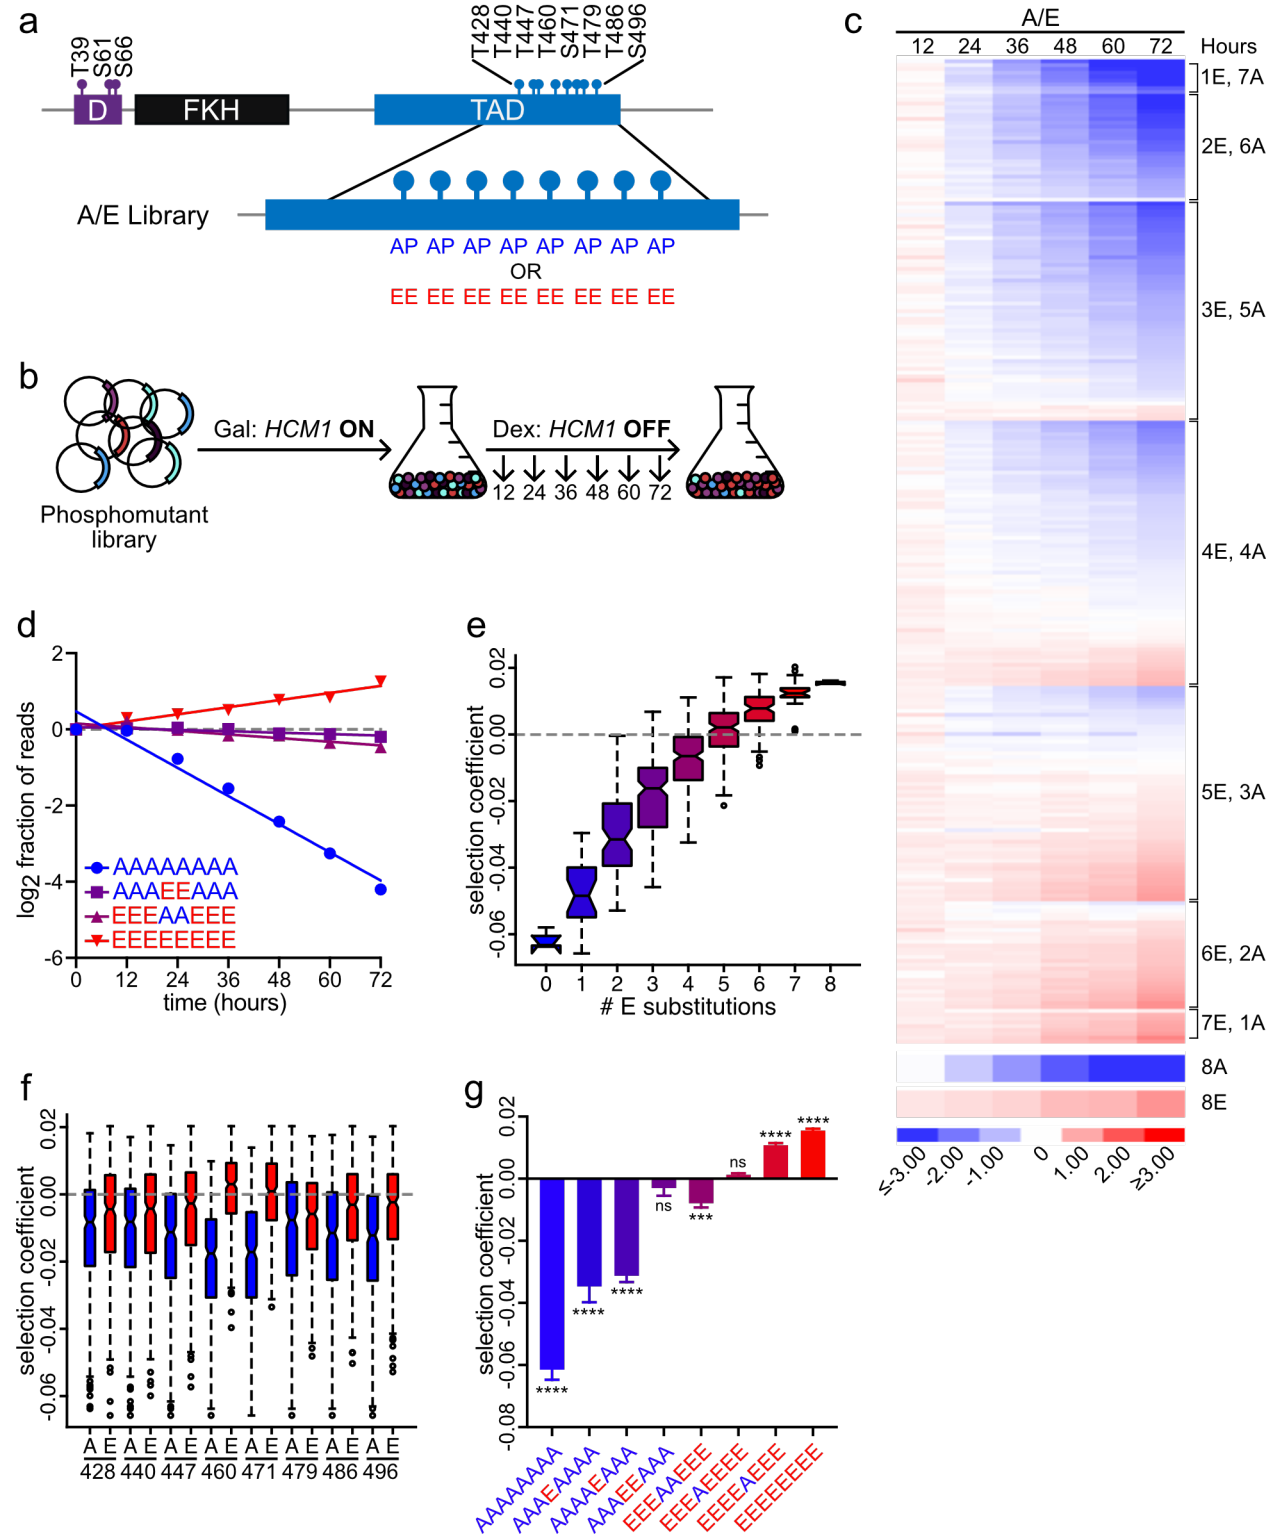 a
T39
S61
S66
T428
T440
T447
T460
S471
T479
T486
S496
D
FKH
TAD
A/E Library
AP AP AP AP AP AP AP AP
OR
EE EE EE EE EE EE EE EE
b
Gal: HCM1 ON
Dex: HCM1 OFF
12 24 36 48 60 72
Phosphomutant
library
c
A/E
12 24 36 48 60 72 Hours
1E, 7A
2E, 6A
3E, 5A
4E, 4A
5E, 3A
6E, 2A
7E, 1A
8A
8E
≤-3.00 -2.00 -1.00 0 1.00 2.00 ≥3.00
d
log2 fraction of reads
2
0
-2
-4
-6
AAAAAAAA
AAAEEAAA
EEEAAEEE
EEEEEEEE
0 12 24 36 48 60 72
time (hours)
e
selection coefficient
0.02
0.00
-0.02
-0.04
-0.06
0 1 2 3 4 5 6 7 8
# E substitutions
f
selection coefficient
0.02
0.00
-0.02
-0.04
-0.06
A E A E A E A E A E A E A E A E
428 440 447 460 471 479 486 496
g
selection coefficient
0.02
0.00
-0.02
-0.04
-0.06
-0.08
**** **** **** ns *** ns **** ****
AAAAAAAA
AAAEAAAA
AAAAEAAA
AAAEEAAA
EEEAAEEE
EEEAEEEE
EEEEAEEE
EEEEEEEE